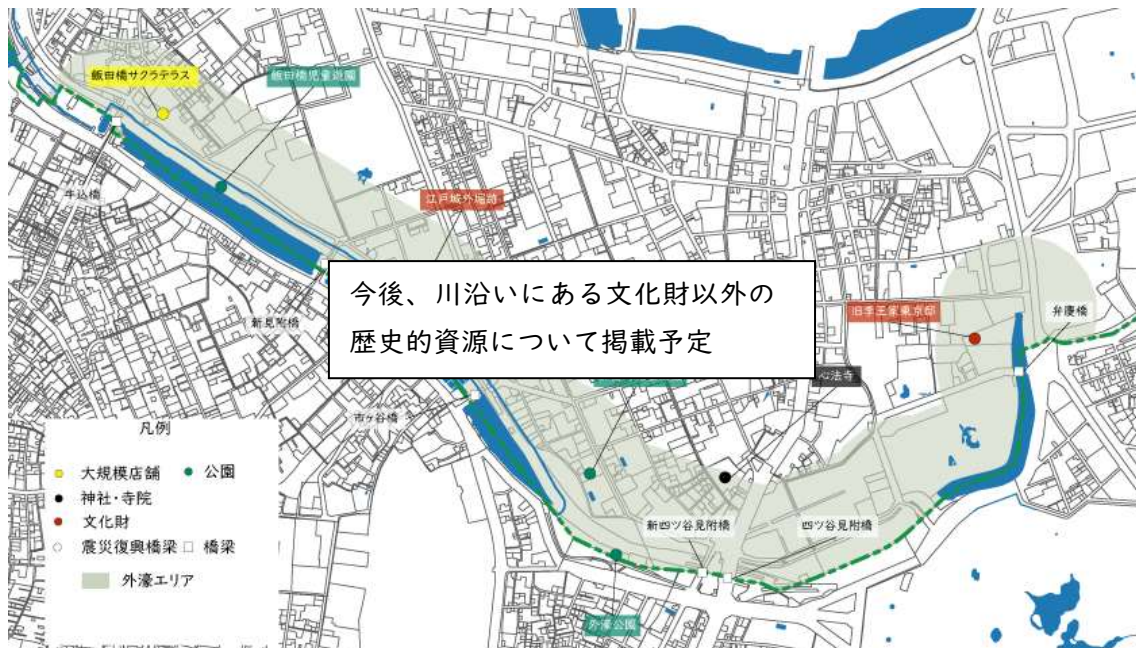 飯田橋サクラテラス
飯田橋児童遊園
牛込橋
江戸城外堀跡
新見附橋
今後、川沿いにある文化財以外の
歴史的資源について掲載予定
旧李王家東京邸
弁慶橋
心法寺
市ヶ谷橋
凡例
大規模店舗
公園
神社・寺院
文化財
震災復興橋梁
橋梁
外濠エリア
新四ツ谷見附橋
四ツ谷見附橋
外濠公園